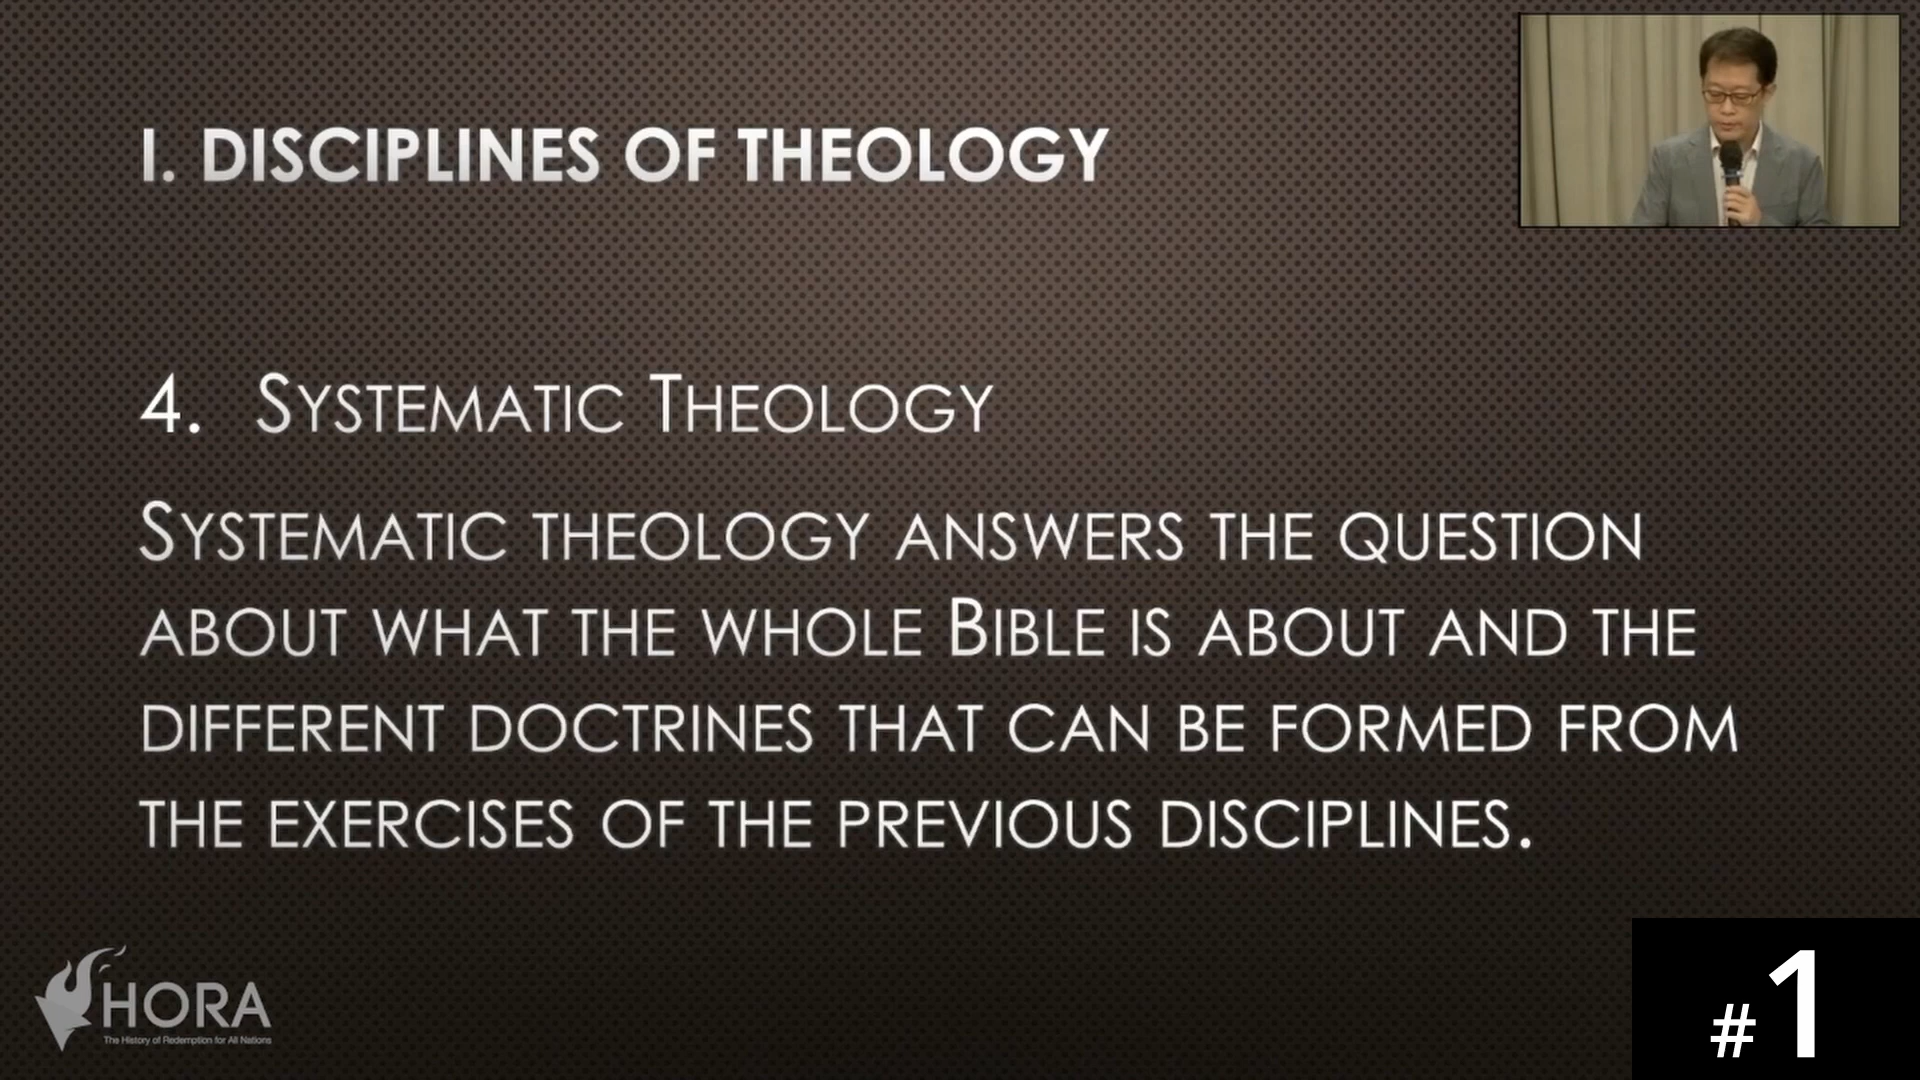 I. DISCIPLINES OF THEOLOGY
4. SYSTEMATIC THEOLOGY
SYSTEMATIC THEOLOGY ANSWERS THE QUESTION
ABOUT WHAT THE WHOLE BIBLE IS ABOUT AND THE
DIFFERENT DOCTRINES THAT CAN BE FORMED FROM
THE EXERCISES OF THE PREVIOUS DISCIPLINES.
HORA
The History of Redemption for All Nations
#1